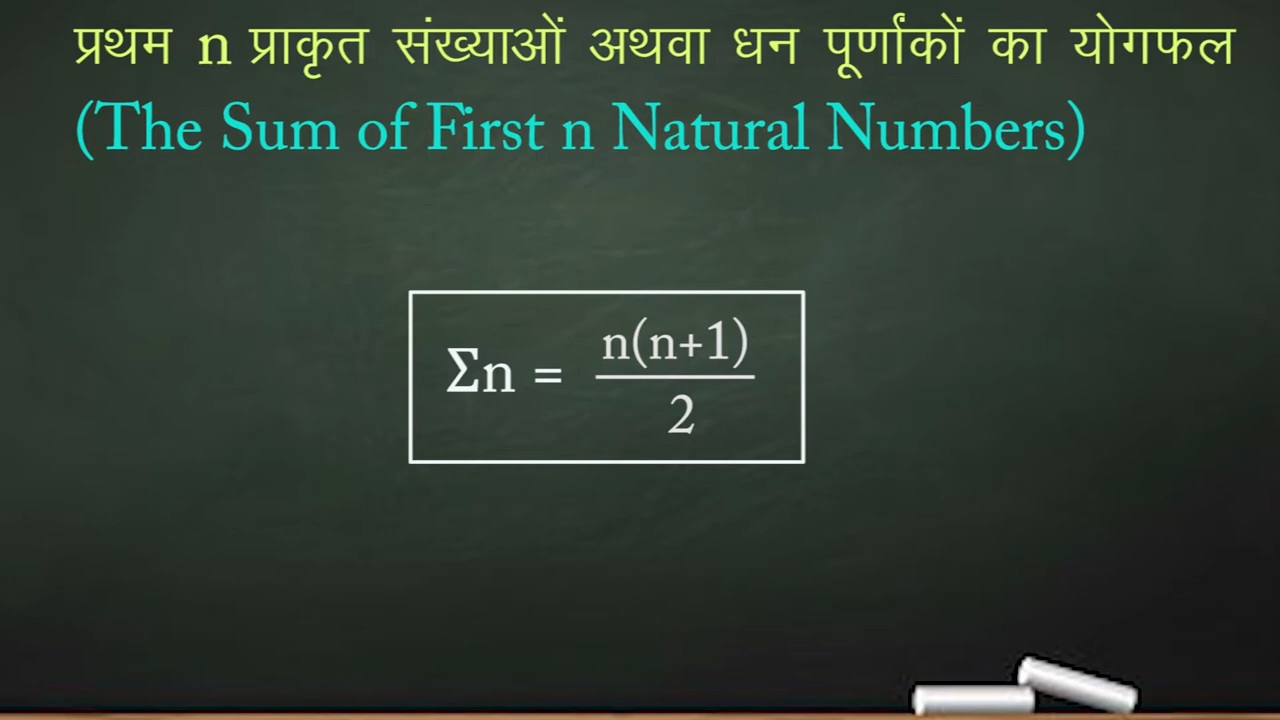 प्रथम n प्राकृत संख्याओं अथवा धन पूर्णांकों का योगफल
(The Sum of First n Natural Numbers)
Σn = n(n+1)/2